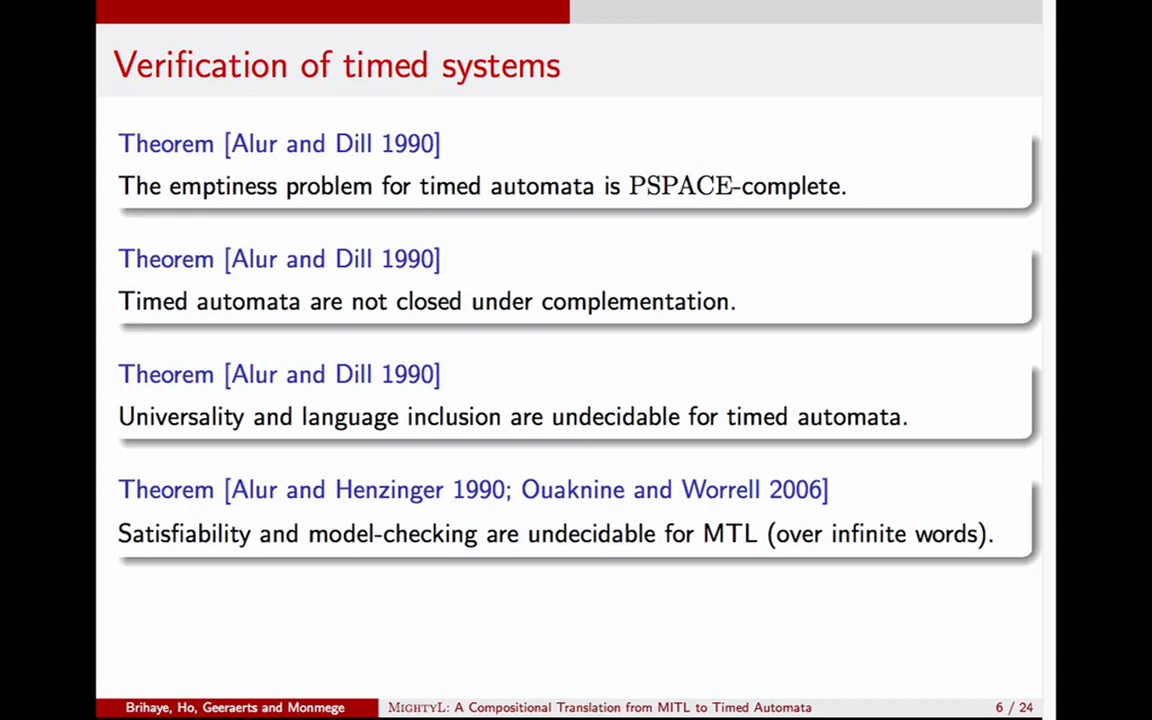 Verification of timed systems
Theorem [Alur and Dill 1990]
The emptiness problem for timed automata is PSPACE-complete.
Theorem [Alur and Dill 1990]
Timed automata are not closed under complementation.
Theorem [Alur and Dill 1990]
Universality and language inclusion are undecidable for timed automata.
Theorem [Alur and Henzinger 1990; Ouaknine and Worrell 2006]
Satisfiability and model-checking are undecidable for MTL (over infinite words).
Brihaye, Ho, Geeraerts and Monmege MIGHTYL: A Compositional Translation from MITL to Timed Automata 6 / 24